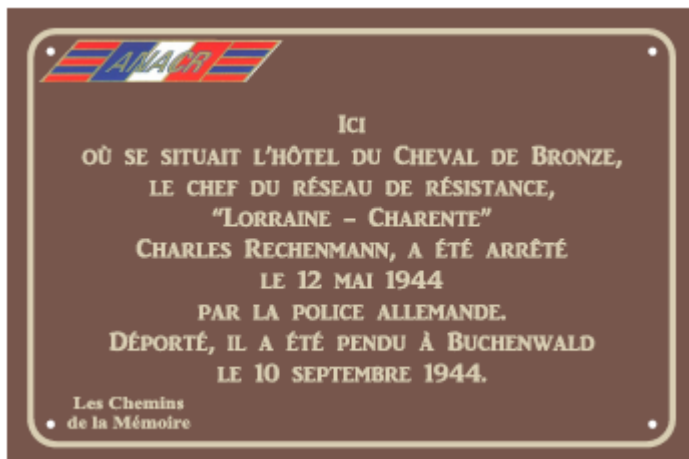 ANACR
Ici
où se situait l'hôtel du Cheval de Bronze,
le chef du réseau de résistance,
"Lorraine – Charente"
Charles Rechenmann, a été arrêté
le 12 mai 1944
par la police allemande.
Déporté, il a été pendu à Buchenwald
le 10 septembre 1944.
Les Chemins
de la Mémoire